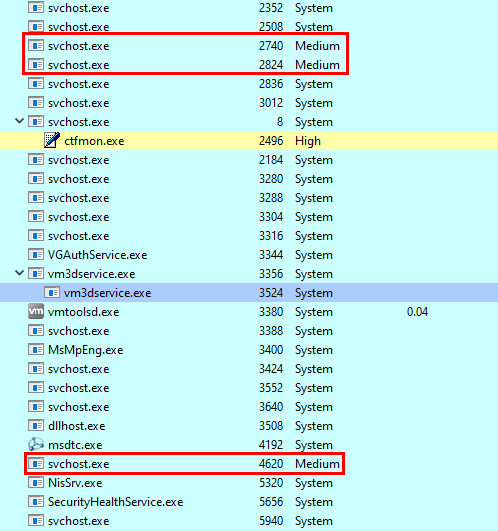 svchost.exe 2352 System
svchost.exe 2508 System
svchost.exe 2740 Medium
svchost.exe 2824 Medium
svchost.exe 2836 System
svchost.exe 3012 System
svchost.exe 8 System
ctfmon.exe 2496 High
svchost.exe 2184 System
svchost.exe 3280 System
svchost.exe 3288 System
svchost.exe 3304 System
svchost.exe 3316 System
VGAuthService.exe 3344 System
vm3dservice.exe 3356 System
vm3dservice.exe 3524 System
vm vmtoolsd.exe 3380 System 0.04
svchost.exe 3388 System
MsMpEng.exe 3400 System
svchost.exe 3424 System
svchost.exe 3552 System
svchost.exe 3640 System
dllhost.exe 3508 System
msdtc.exe 4192 System
svchost.exe 4620 Medium
NisSrv.exe 5320 System
SecurityHealthService.exe 5656 System
svchost.exe 5940 System